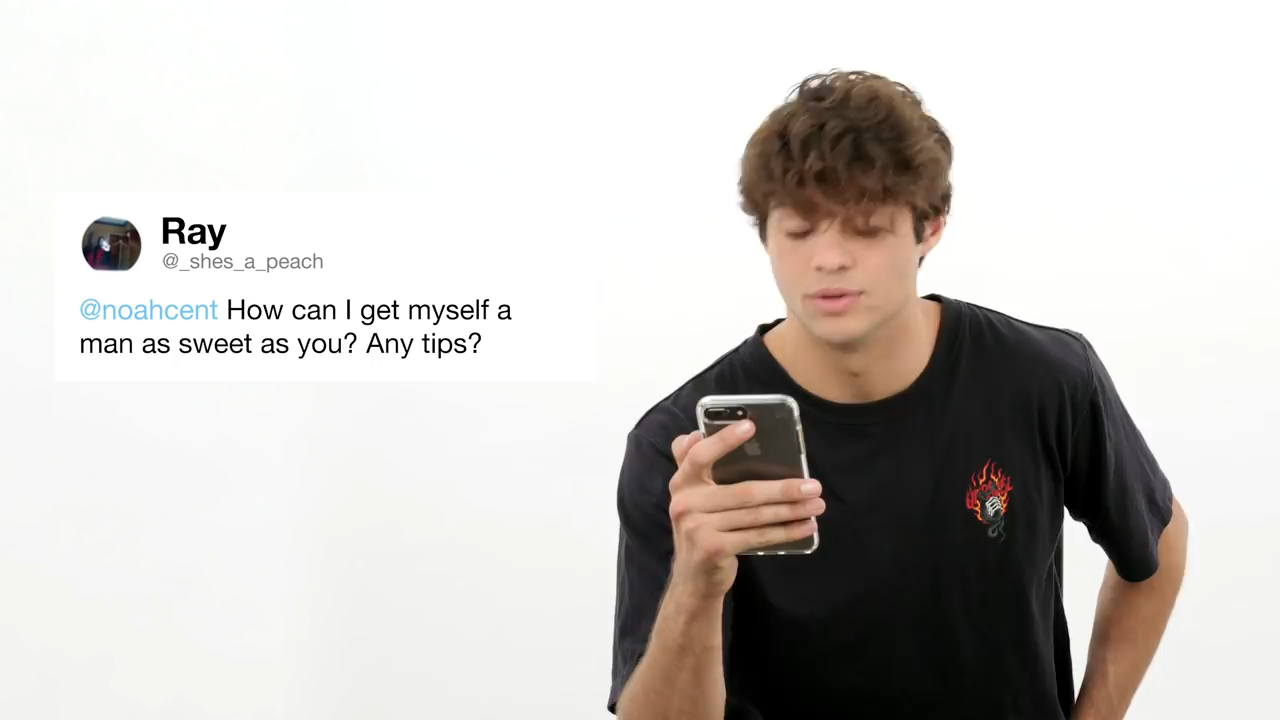 Ray
@_shes_a_peach
@noahcent How can I get myself a
man as sweet as you? Any tips?